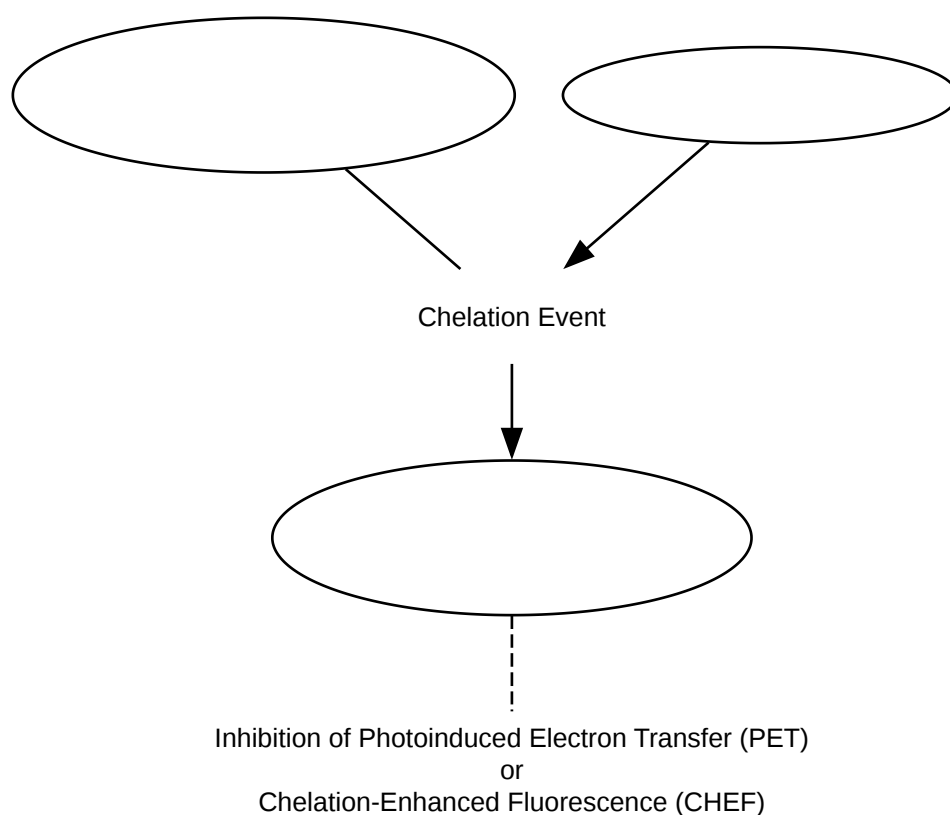 Chelation Event
Inhibition of Photoinduced Electron Transfer (PET)
or
Chelation-Enhanced Fluorescence (CHEF)